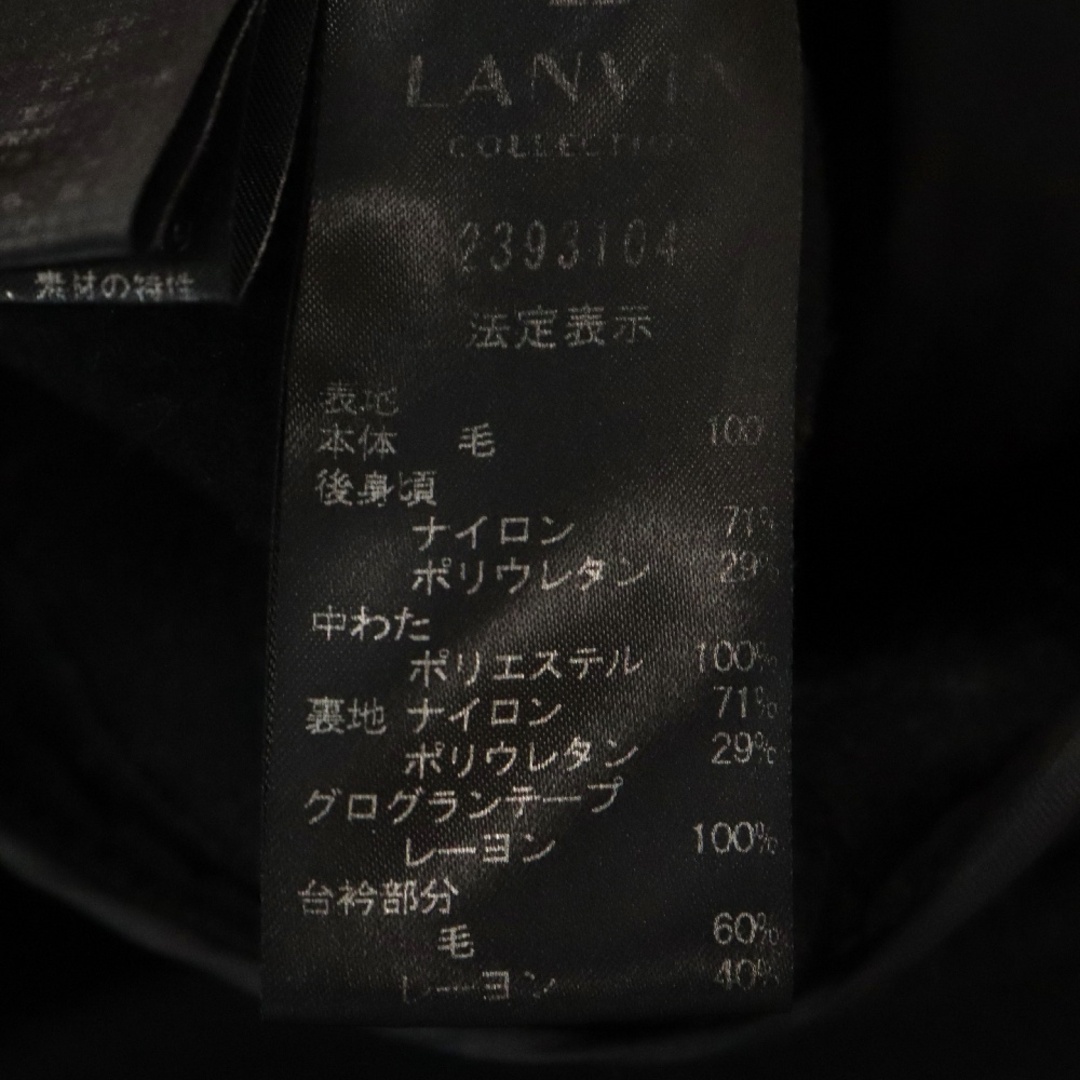 LANVIN
COLLECTION
2393104
素材の特性
法定表示
表地
本体 毛 100
後身頃
ナイロン 71%
ポリウレタン 29%
中わた
ポリエステル 100%
裏地 ナイロン 71%
ポリウレタン 29%
グログランテープ
レーヨン 100%
台衿部分
毛 60%
レーヨン 40%